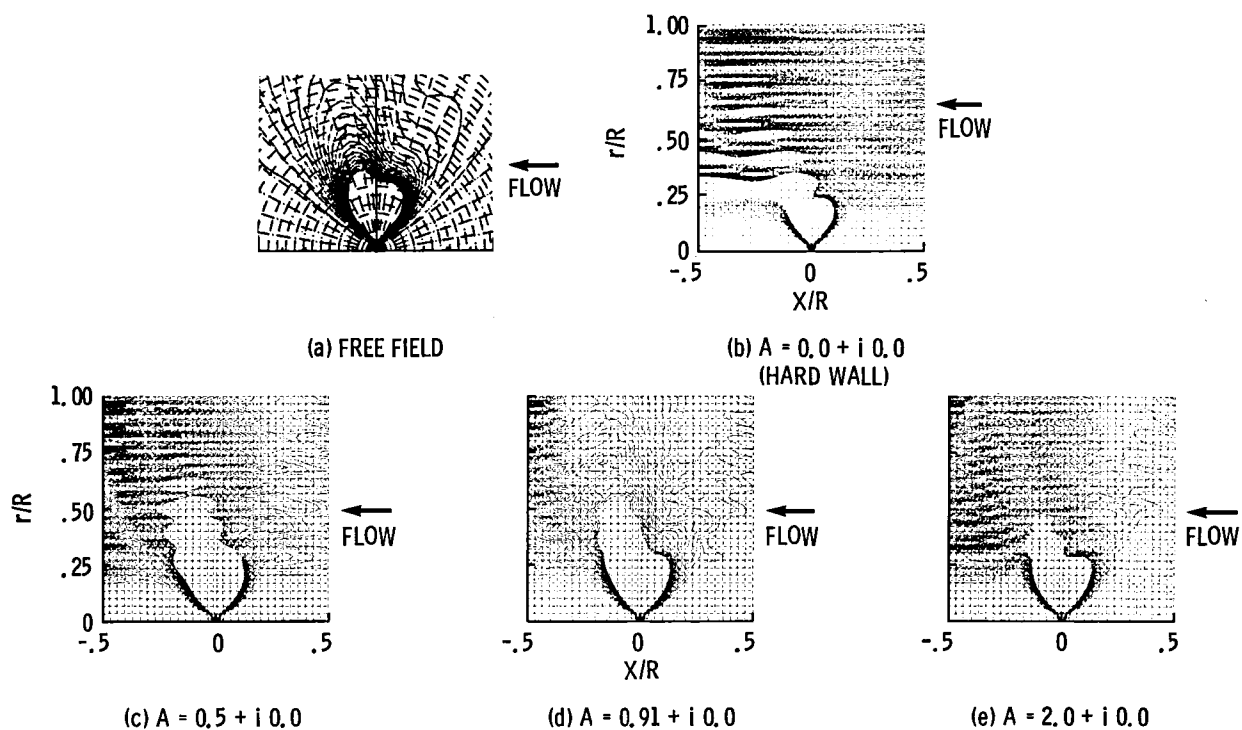 FLOW
(a) FREE FIELD
1.00
.75
.50
.25
0
r/R
-.5 0 .5
X/R
FLOW
(b) A = 0.0 + i 0.0
(HARD WALL)
1.00
.75
.50
.25
0
r/R
-.5 0 .5
FLOW
(c) A = 0.5 + i 0.0
-.5 0 .5
X/R
FLOW
(d) A = 0.91 + i 0.0
-.5 0 .5
FLOW
(e) A = 2.0 + i 0.0